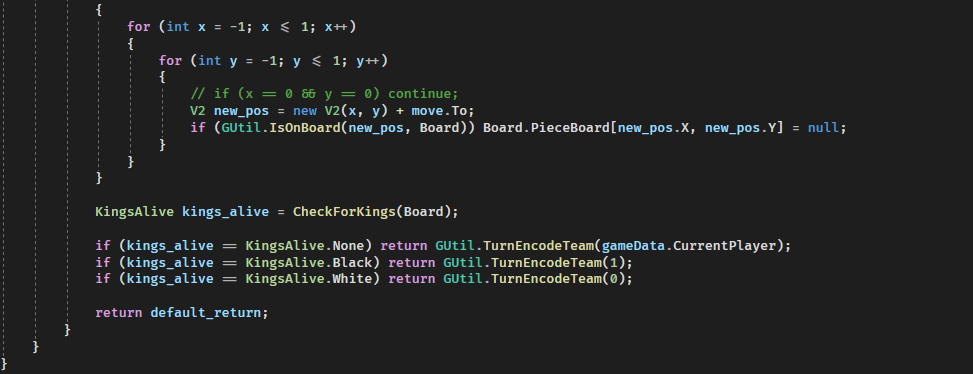 {
for (int x = -1; x <= 1; x++)
{
for (int y = -1; y <= 1; y++)
{
// if (x == 0 && y == 0) continue;
V2 new_pos = new V2(x, y) + move.To;
if (GUtil.IsOnBoard(new_pos, Board)) Board.PieceBoard[new_pos.X, new_pos.Y] = null;
}
}
}
KingsAlive kings_alive = CheckForKings(Board);
if (kings_alive == KingsAlive.None) return GUtil.TurnEncodeTeam(gameData.CurrentPlayer);
if (kings_alive == KingsAlive.Black) return GUtil.TurnEncodeTeam(1);
if (kings_alive == KingsAlive.White) return GUtil.TurnEncodeTeam(0);
return default_return;
}
}
}